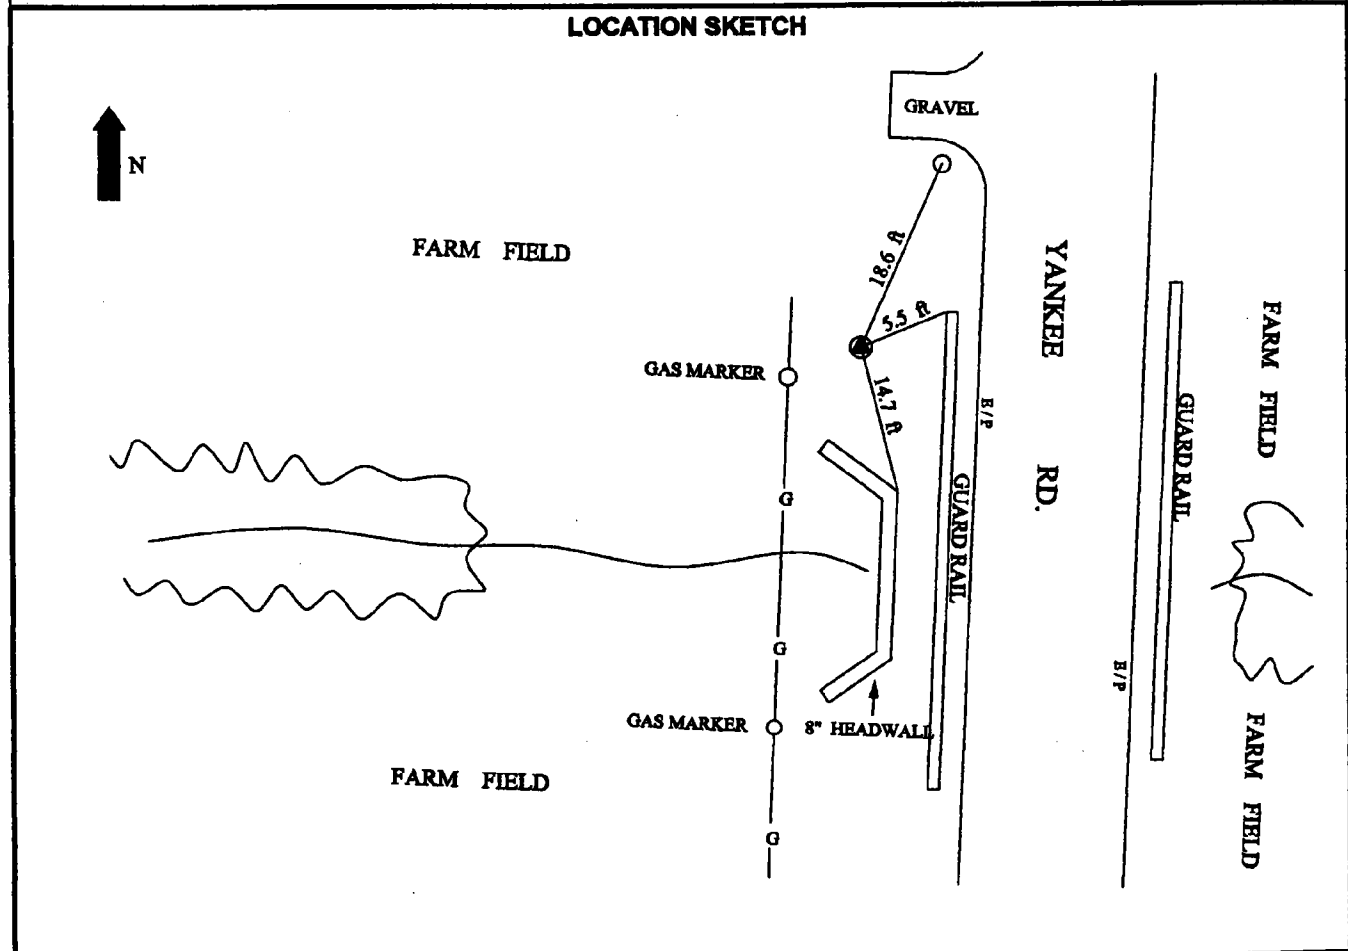 LOCATION SKETCH
GRAVEL
N
FARM FIELD
18.6 ft
YANKEE RD.
5.5 ft
FARM FIELD
GAS MARKER
14.7 ft
E/P
GUARD RAIL
G
GUARD RAIL
G
E/P
GAS MARKER
8" HEADWALL
FARM FIELD
FARM FIELD
G